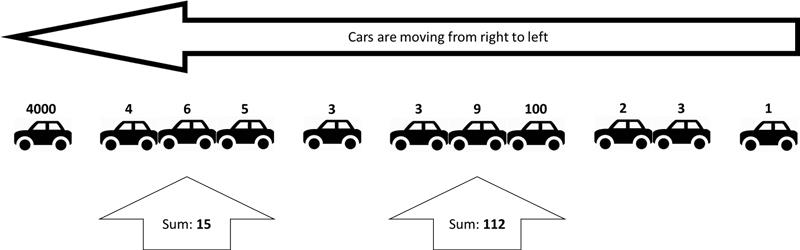 Cars are moving from right to left
4000 4 6 5 3 3 9 100 2 3 1
Sum: 15 Sum: 112